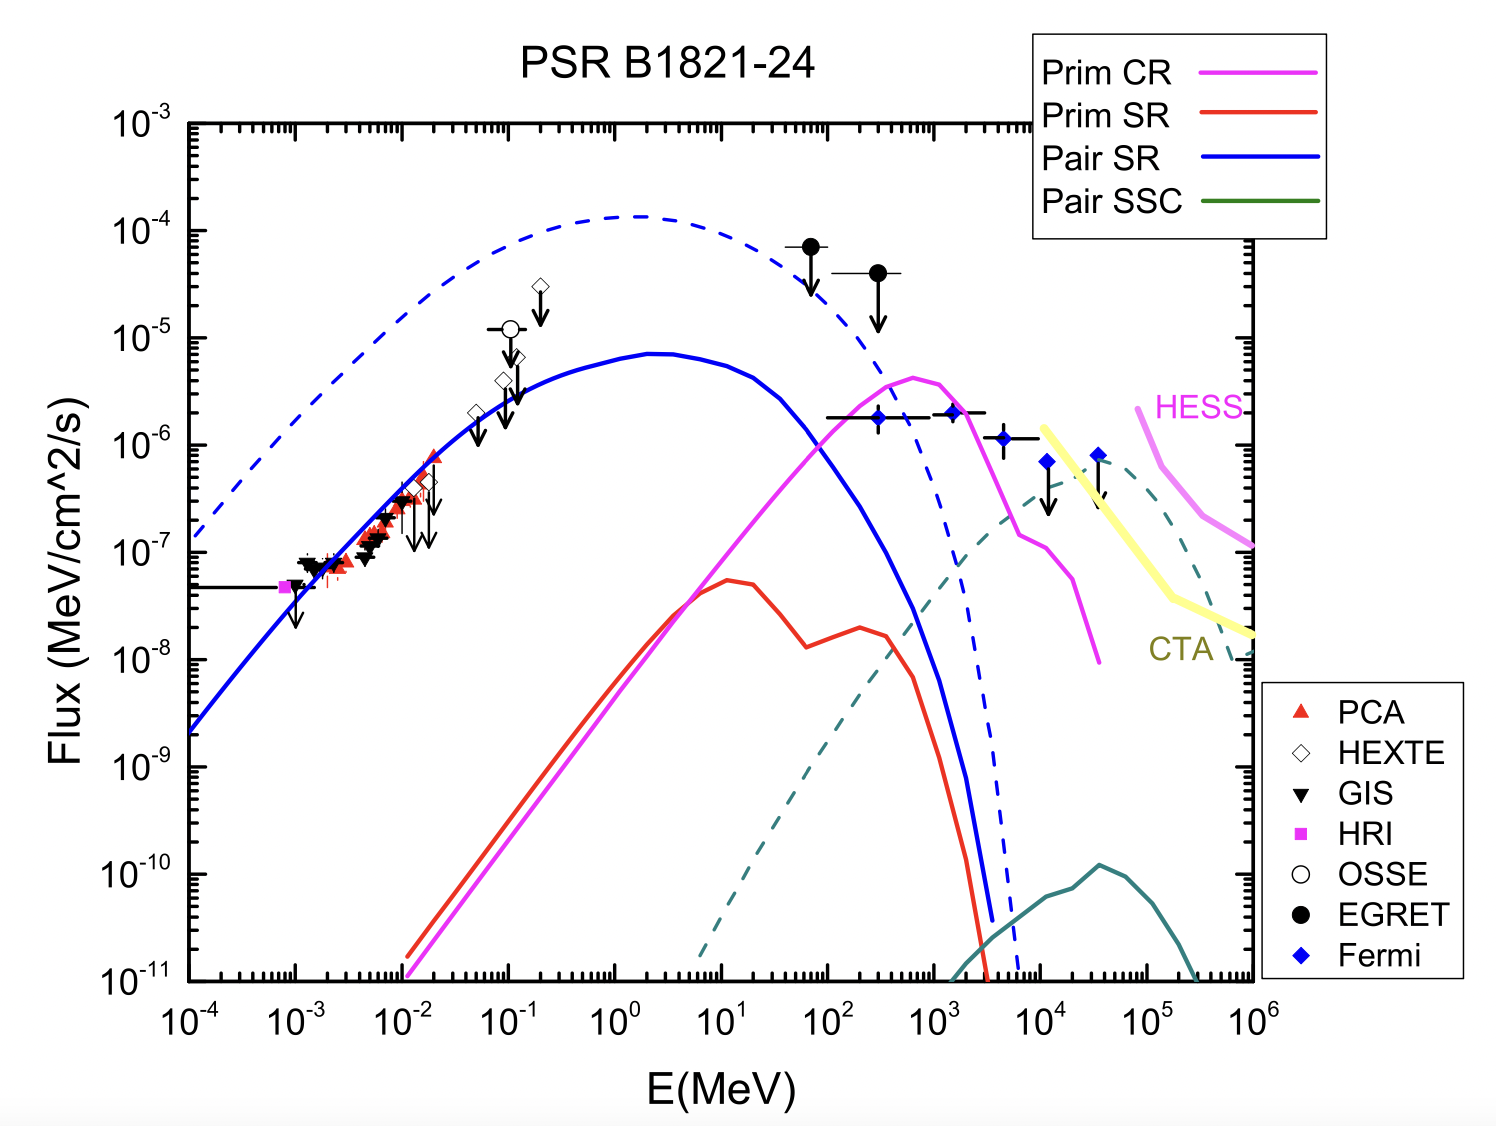 PSR B1821-24
Prim CR
Prim SR
Pair SR
Pair SSC
10^-3
10^-4
10^-5
10^-6
10^-7
10^-8
10^-9
10^-10
10^-11
Flux (MeV/cm^2/s)
HESS
CTA
PCA
HEXTE
GIS
HRI
OSSE
EGRET
Fermi
10^-4 10^-3 10^-2 10^-1 10^0 10^1 10^2 10^3 10^4 10^5 10^6
E(MeV)